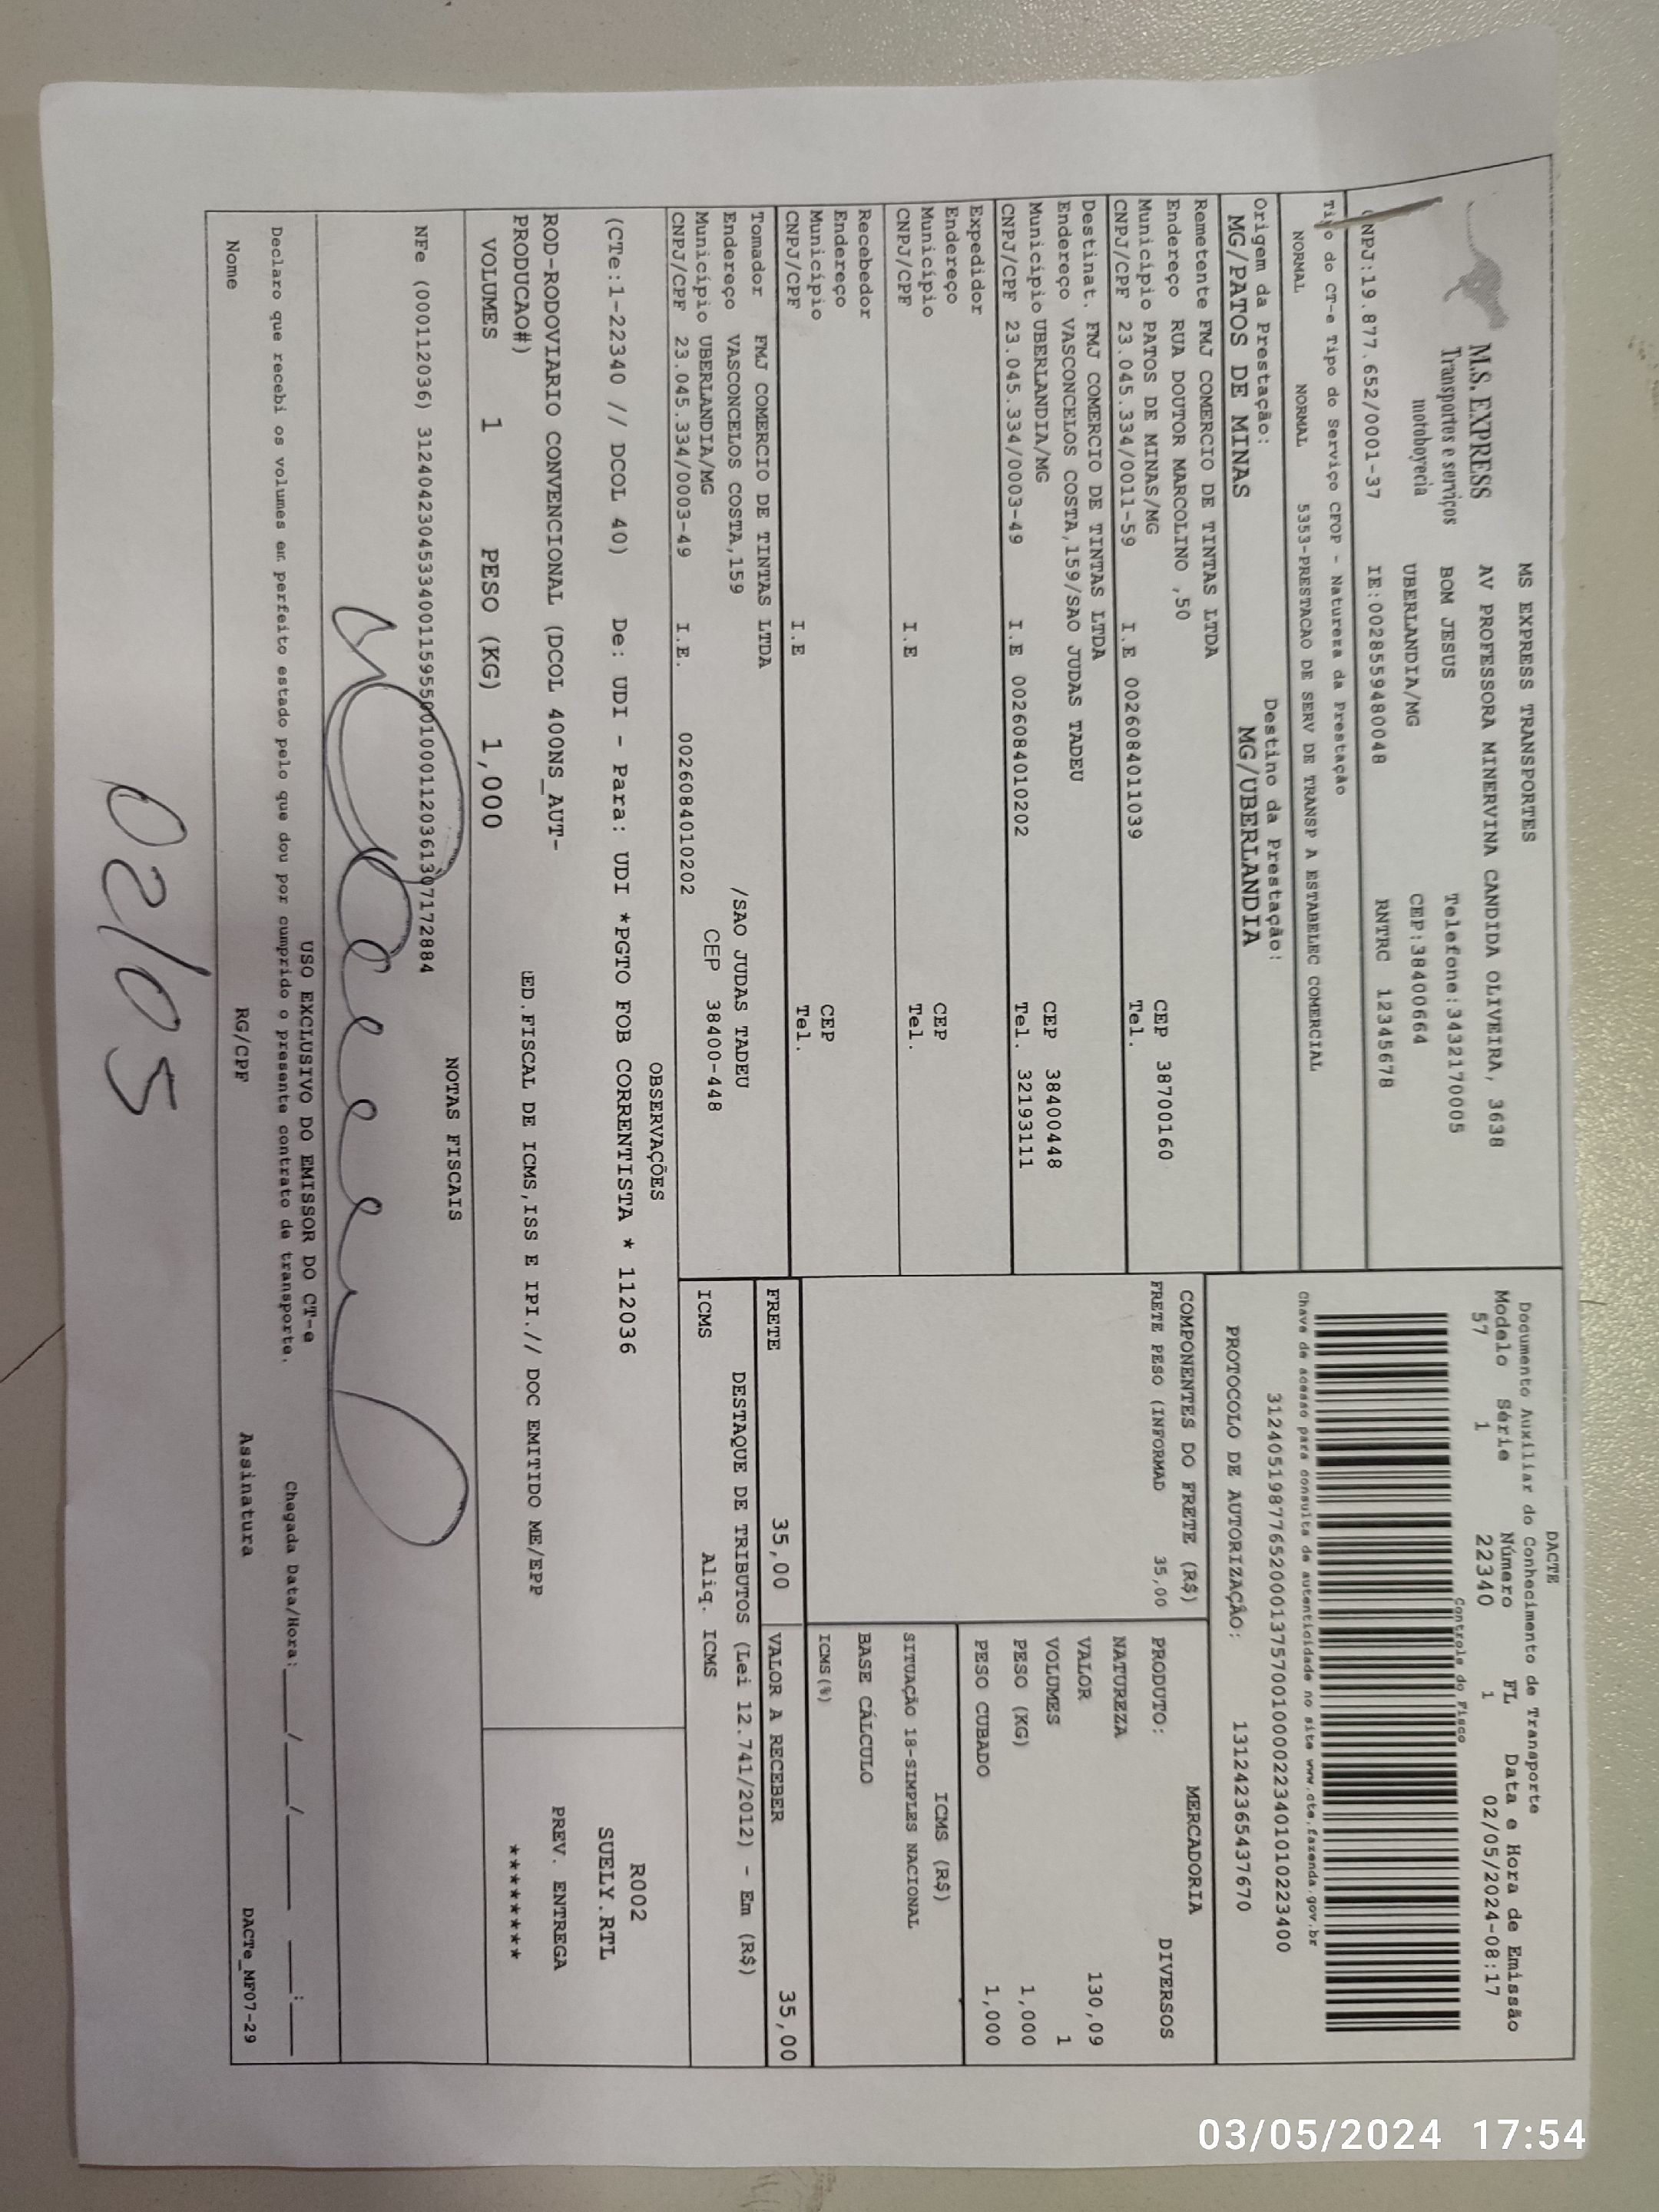 M.S. EXPRESS
Transportes e serviços
motoboyecia
MS EXPRESS TRANSPORTES
AV PROFESSORA MINERVINA CANDIDA OLIVEIRA, 3638
BOM JESUS Telefone:3432170005
UBERLANDIA/MG CEP:38400664
CNPJ:19.877.652/0001-37 IE:0028559480048 RNTRC 12345678
DACTE
Documento Auxiliar do Conhecimento de Transporte
Modelo Série Número FL Data e Hora de Emissão
57 1 22340 1 02/05/2024-08:17
Controle do Fisco
Chave de acesso para consulta de autenticidade no site www.cte.fazenda.gov.br
31240519877652000137570010000223401010223400
PROTOCOLO DE AUTORIZAÇÃO: 131242365437670
Tipo do CT-e Tipo do Serviço CFOP - Natureza da Prestação
NORMAL NORMAL 5353-PRESTACAO DE SERV DE TRANSP A ESTABELEC COMERCIAL
Origem da Prestação: Destino da Prestação:
MG/PATOS DE MINAS MG/UBERLANDIA
Remetente FMJ COMERCIO DE TINTAS LTDA
Endereço RUA DOUTOR MARCOLINO ,50
Município PATOS DE MINAS/MG CEP 38700160
CNPJ/CPF 23.045.334/0011-59 I.E 0026084011039 Tel.
Destinat. FMJ COMERCIO DE TINTAS LTDA
Endereço VASCONCELOS COSTA,159/SAO JUDAS TADEU
Município UBERLANDIA/MG CEP 38400448
CNPJ/CPF 23.045.334/0003-49 I.E 0026084010202 Tel. 32193111
Expedidor
Endereço
Município CEP
CNPJ/CPF I.E Tel.
Recebedor
Endereço
Município CEP
CNPJ/CPF I.E Tel.
Tomador FMJ COMERCIO DE TINTAS LTDA
Endereço VASCONCELOS COSTA,159 /SAO JUDAS TADEU
Município UBERLANDIA/MG CEP 38400-448
CNPJ/CPF 23.045.334/0003-49 I.E. 0026084010202
COMPONENTES DO FRETE (R$)
FRETE PESO (INFORMAD 35,00
MERCADORIA
PRODUTO: DIVERSOS
NATUREZA
VALOR 130,09
VOLUMES 1
PESO (KG) 1,000
PESO CUBADO 1,000
ICMS (R$)
SITUAÇÃO 18-SIMPLES NACIONAL
BASE CÁLCULO
ICMS(%)
FRETE 35,00 VALOR A RECEBER 35,00
DESTAQUE DE TRIBUTOS (Lei 12.741/2012) - Em (R$)
ICMS Aliq. ICMS
OBSERVAÇÕES
(CTe:1-22340 // DCOL 40) De: UDI - Para: UDI *PGTO FOB CORRENTISTA * 112036
ROD-RODOVIARIO CONVENCIONAL (DCOL 40ONS_AUT-
PRODUCAO#) ED.FISCAL DE ICMS,ISS E IPI.// DOC EMITIDO ME/EPP
VOLUMES 1 PESO (KG) 1,000
R002
SUELY.RTL
PREV. ENTREGA
********
NOTAS FISCAIS
NFe (000112036) 31240423045334001159550010001120361307172884
USO EXCLUSIVO DO EMISSOR DO CT-e
Declaro que recebi os volumes em perfeito estado pelo que dou por cumprido o presente contrato de transporte. Chegada Data/Hora:____/____/____ ___:___
Nome RG/CPF Assinatura DACTe_MF07-29
02/05
03/05/2024 17:54